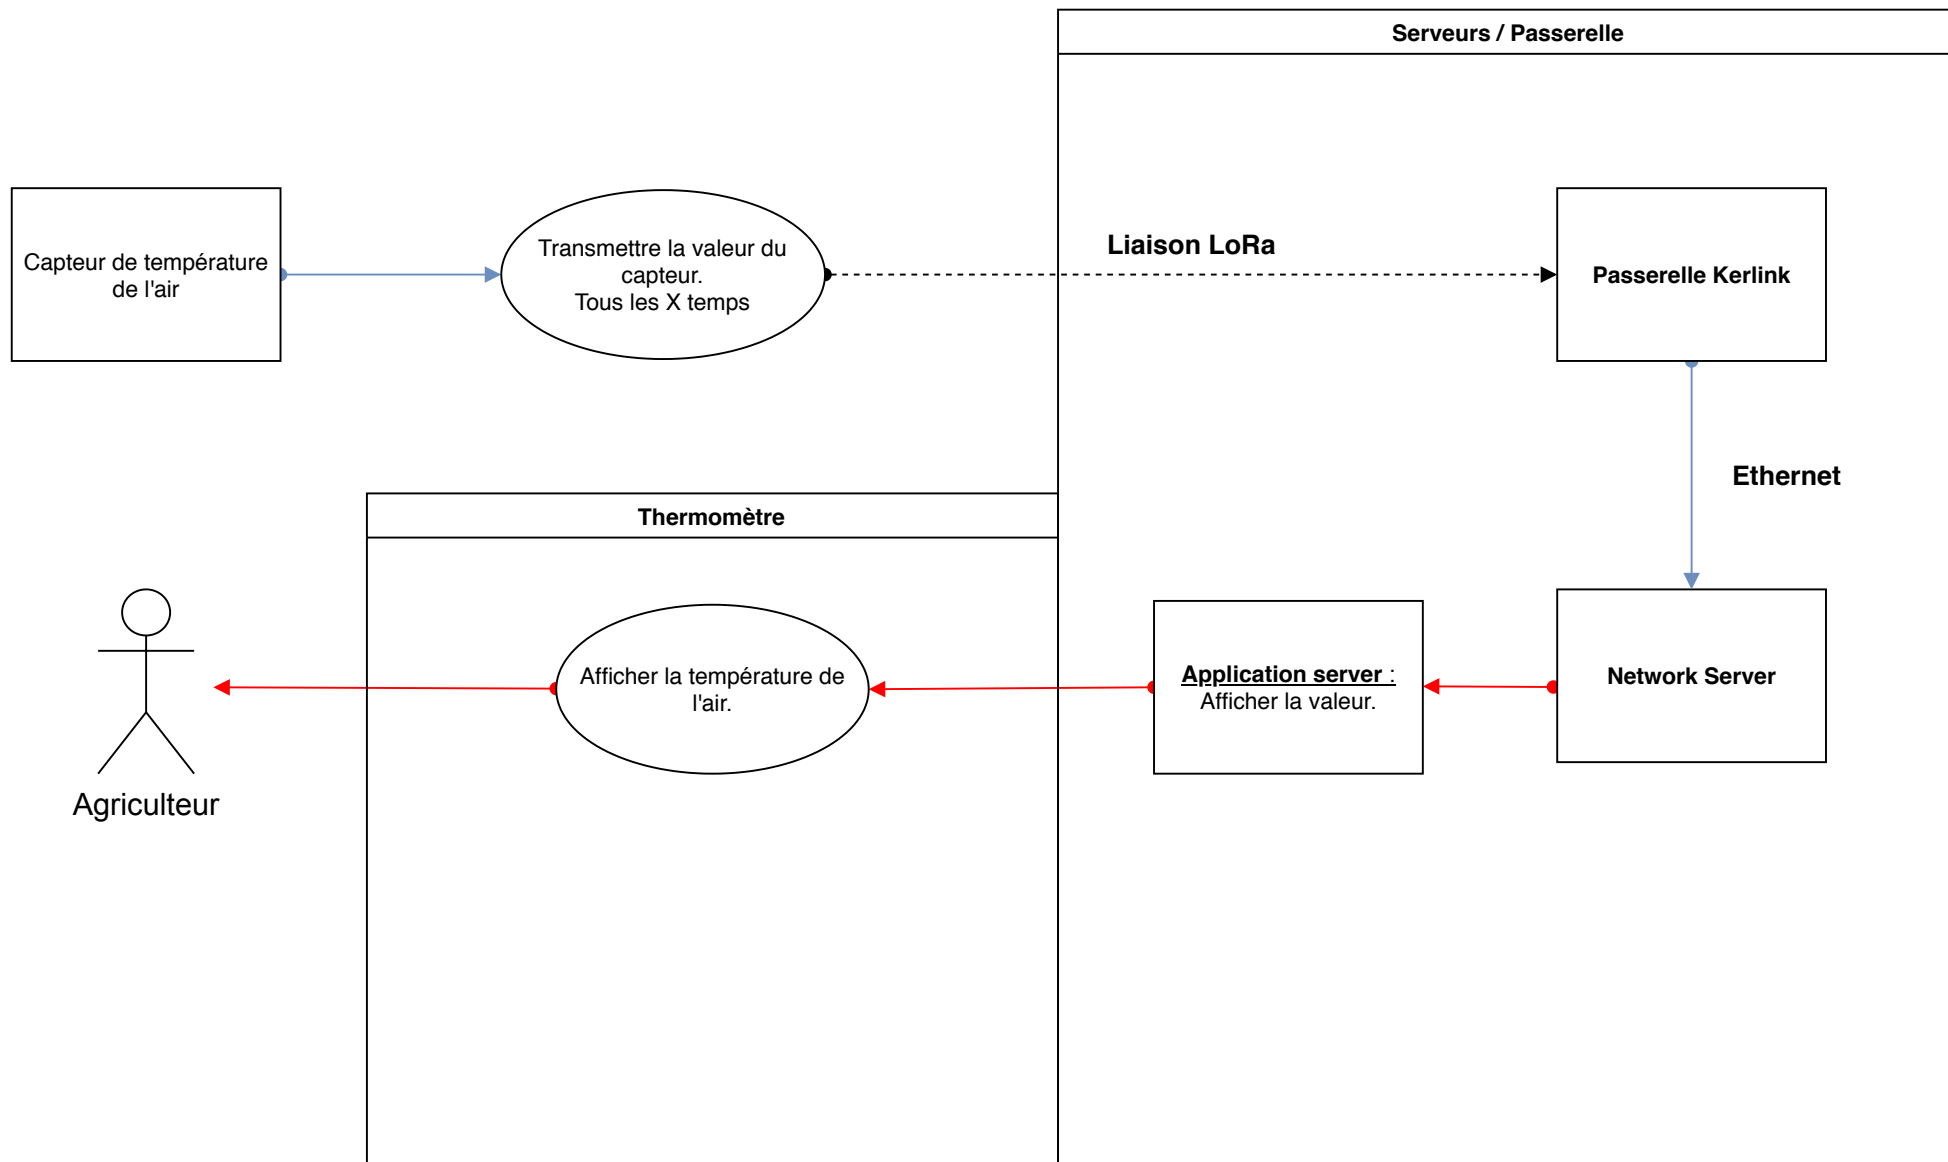 Serveurs / Passerelle
Capteur de température
de l'air
Transmettre la valeur du
capteur.
Tous les X temps
Liaison LoRa
Passerelle Kerlink
Ethernet
Thermomètre
Agriculteur
Afficher la température de
l'air.
Application server :
Afficher la valeur.
Network Server